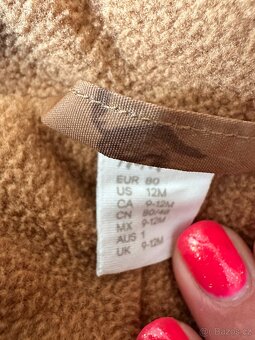 EUR 80
US 12M
CA 9-12M
CN 80/48
MX 9-12M
AUS 1
UK 9-12M